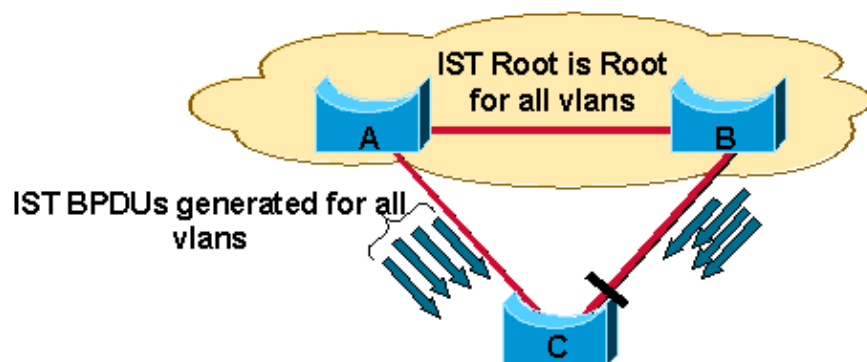 IST Root is Root
for all vlans
A
B
IST BPDUs generated for all
vlans
C